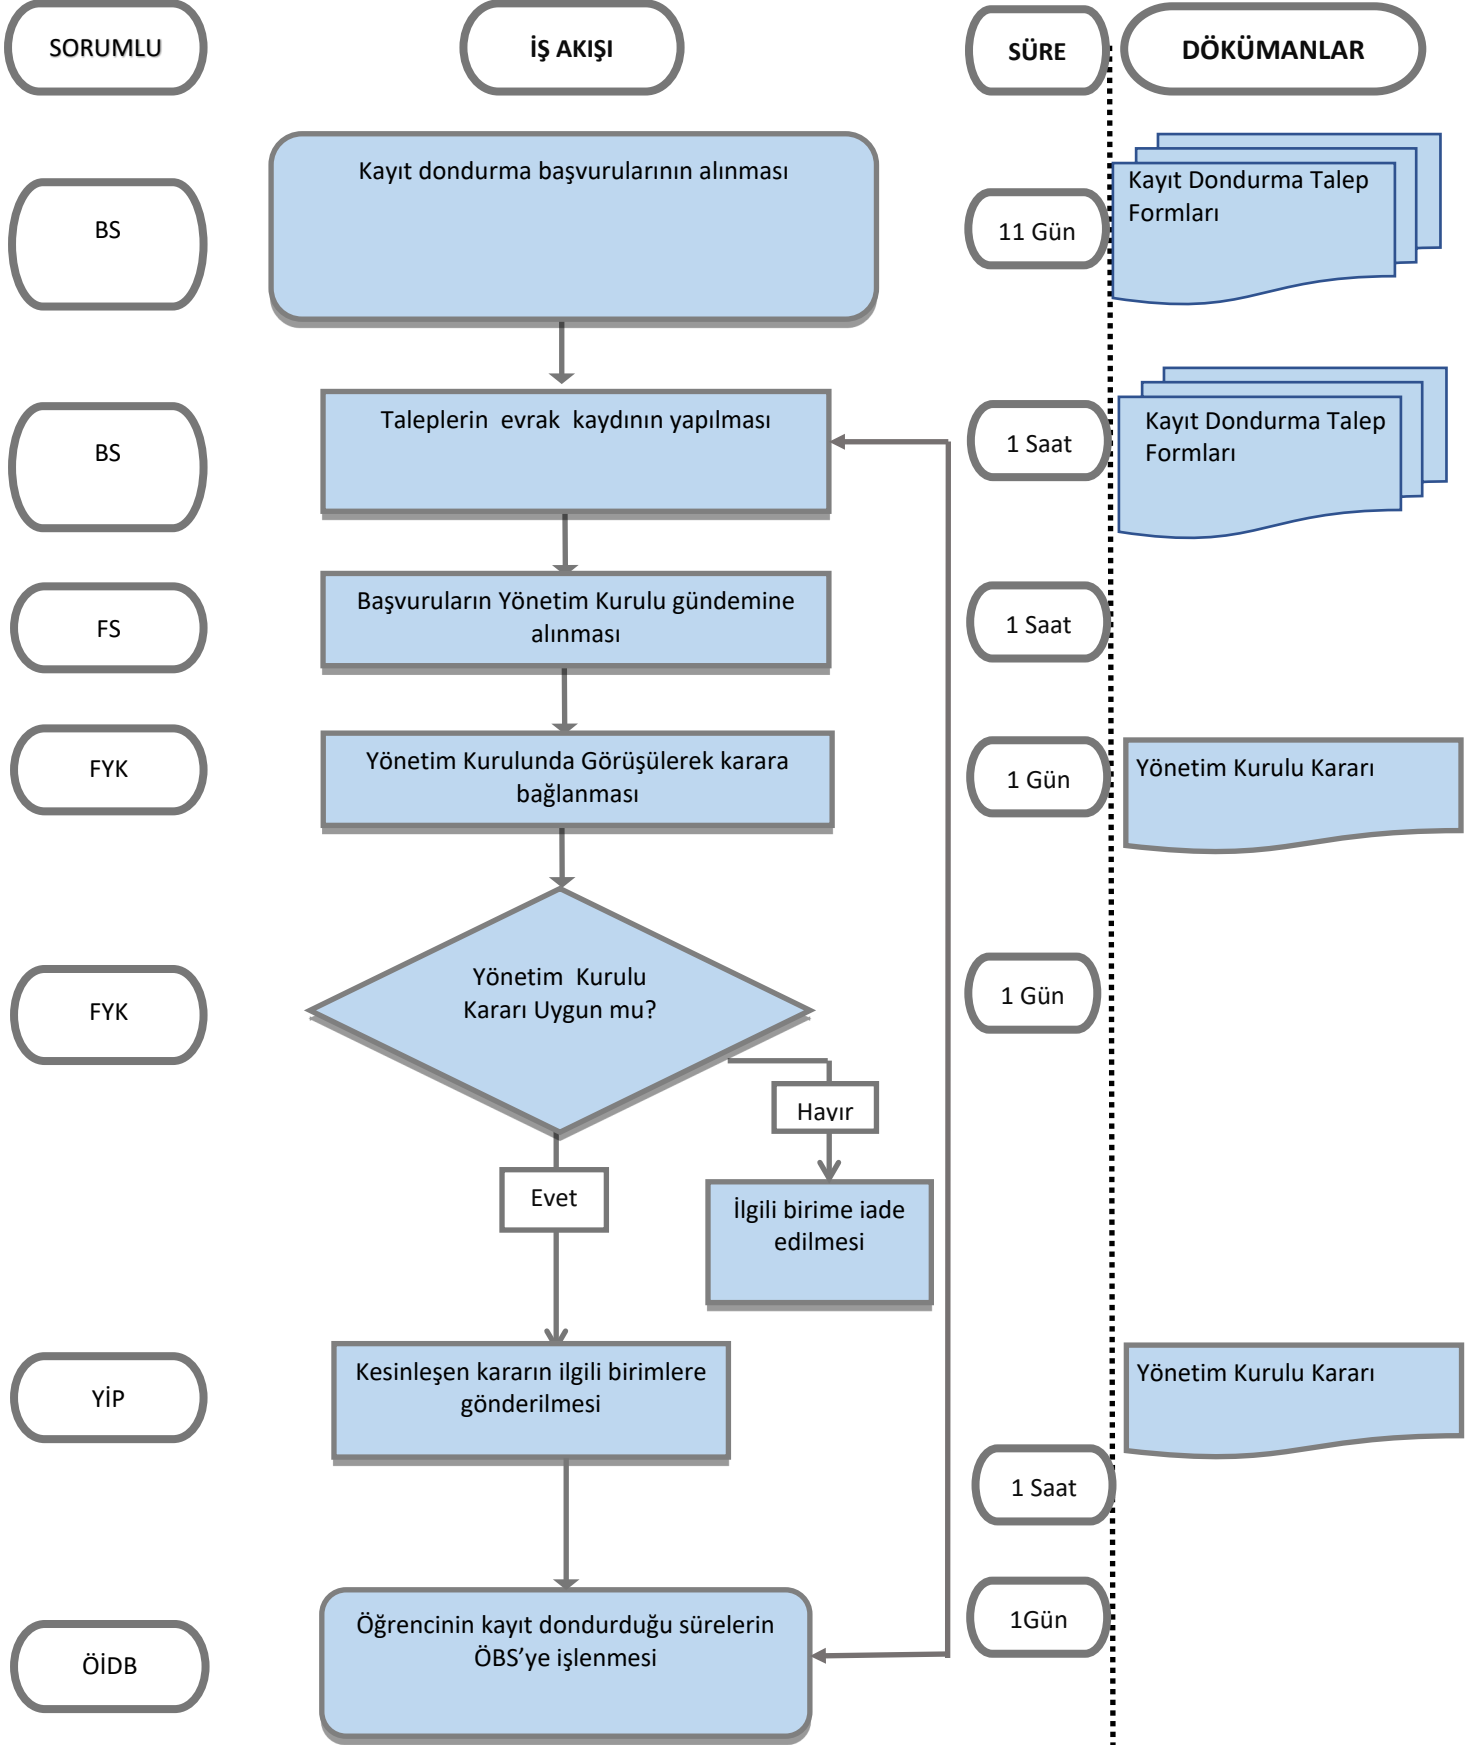 SORUMLU
İŞ AKIŞI
SÜRE
DÖKÜMANLAR
BS
Kayıt dondurma başvurularının alınması
11 Gün
Kayıt Dondurma Talep
Formları
BS
Taleplerin evrak kaydının yapılması
1 Saat
Kayıt Dondurma Talep
Formları
FS
Başvuruların Yönetim Kurulu gündemine
alınması
1 Saat
FYK
Yönetim Kurulunda Görüşülerek karara
bağlanması
1 Gün
Yönetim Kurulu Kararı
FYK
Yönetim Kurulu
Kararı Uygun mu?
1 Gün
Hayır
Evet
İlgili birime iade
edilmesi
YİP
Kesinleşen kararın ilgili birimlere
gönderilmesi
Yönetim Kurulu Kararı
1 Saat
ÖİDB
Öğrencinin kayıt dondurduğu sürelerin
ÖBS’ye işlenmesi
1Gün